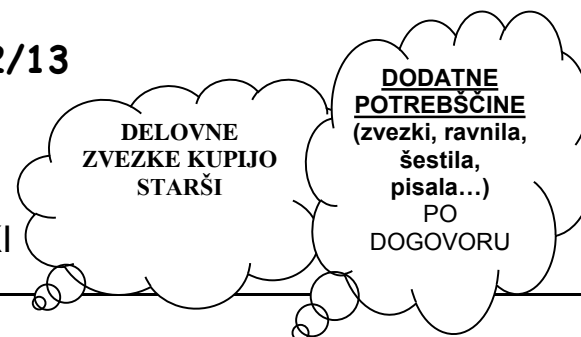 2/13
DELOVNE
ZVEZKE KUPIJO
STARŠI
DODATNE
POTREBŠČINE
(zvezki, ravnila,
šestila,
pisala…)
PO
DOGOVORU